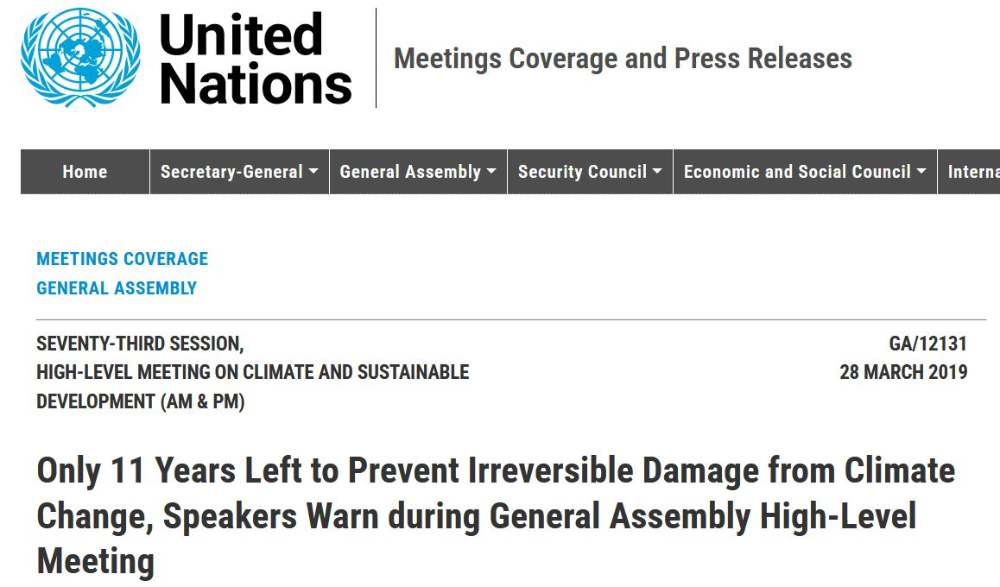 United
Nations
Meetings Coverage and Press Releases
Home
Secretary-General
General Assembly
Security Council
Economic and Social Council
Interna
MEETINGS COVERAGE
GENERAL ASSEMBLY
SEVENTY-THIRD SESSION,
HIGH-LEVEL MEETING ON CLIMATE AND SUSTAINABLE
DEVELOPMENT (AM & PM)
GA/12131
28 MARCH 2019
Only 11 Years Left to Prevent Irreversible Damage from Climate
Change, Speakers Warn during General Assembly High-Level
Meeting